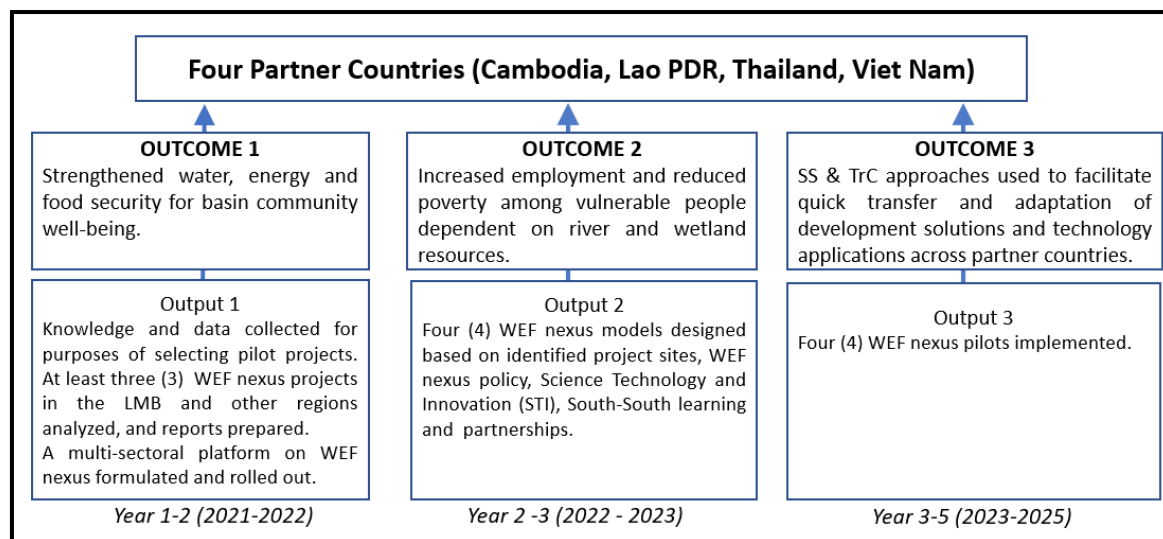 Four Partner Countries (Cambodia, Lao PDR, Thailand, Viet Nam)
OUTCOME 1
Strengthened water, energy and
food security for basin community
well-being.
OUTCOME 2
Increased employment and reduced
poverty among vulnerable people
dependent on river and wetland
resources.
OUTCOME 3
SS & TrC approaches used to facilitate
quick transfer and adaptation of
development solutions and technology
applications across partner countries.
Output 1
Knowledge and data collected for
purposes of selecting pilot projects.
At least three (3) WEF nexus projects
in the LMB and other regions
analyzed, and reports prepared.
A multi-sectoral platform on WEF
nexus formulated and rolled out.
Output 2
Four (4) WEF nexus models designed
based on identified project sites, WEF
nexus policy, Science Technology and
Innovation (STI), South-South learning
and partnerships.
Output 3
Four (4) WEF nexus pilots implemented.
Year 1-2 (2021-2022)
Year 2 -3 (2022 - 2023)
Year 3-5 (2023-2025)